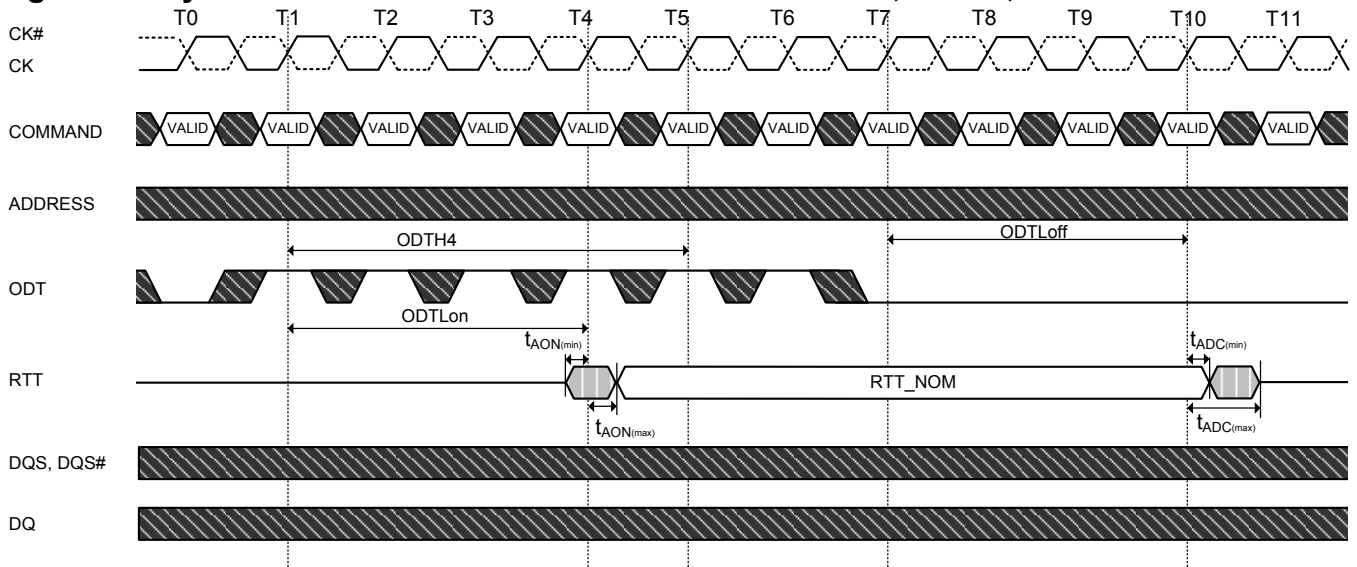 T0 T1 T2 T3 T4 T5 T6 T7 T8 T9 T10 T11
CK#
CK
COMMAND VALID VALID VALID VALID VALID VALID VALID VALID VALID VALID VALID VALID
ADDRESS
ODTH4 ODTLoff
ODT
ODTLon
tAON(min) tADC(min)
RTT RTT_NOM
tAON(max) tADC(max)
DQS, DQS#
DQ